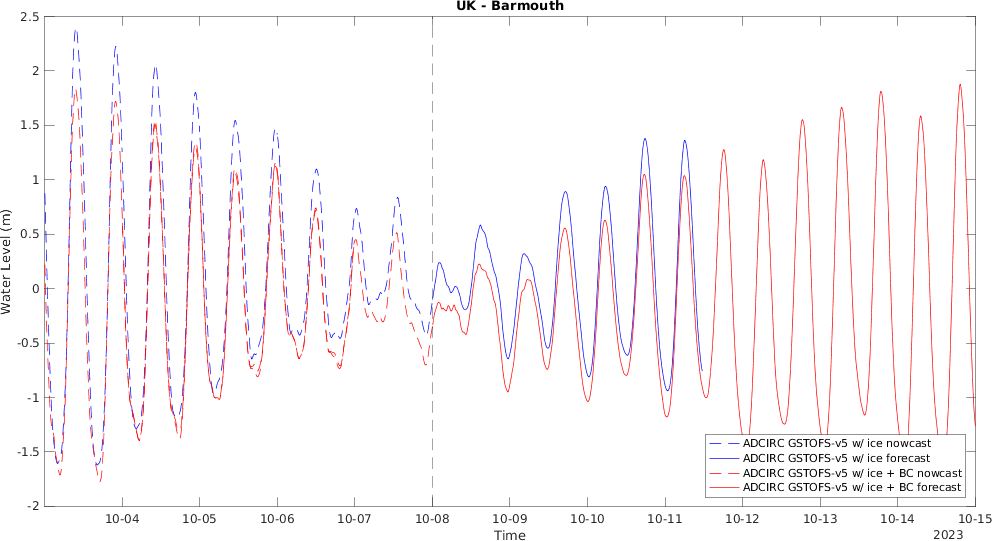 UK - Barmouth
2.5
2
1.5
1
0.5
0
-0.5
-1
-1.5
-2
Water Level (m)
10-04 10-05 10-06 10-07 10-08 10-09 10-10 10-11 10-12 10-13 10-14 10-15
Time
2023
ADCIRC GSTOFS-v5 w/ ice nowcast
ADCIRC GSTOFS-v5 w/ ice forecast
ADCIRC GSTOFS-v5 w/ ice + BC nowcast
ADCIRC GSTOFS-v5 w/ ice + BC forecast